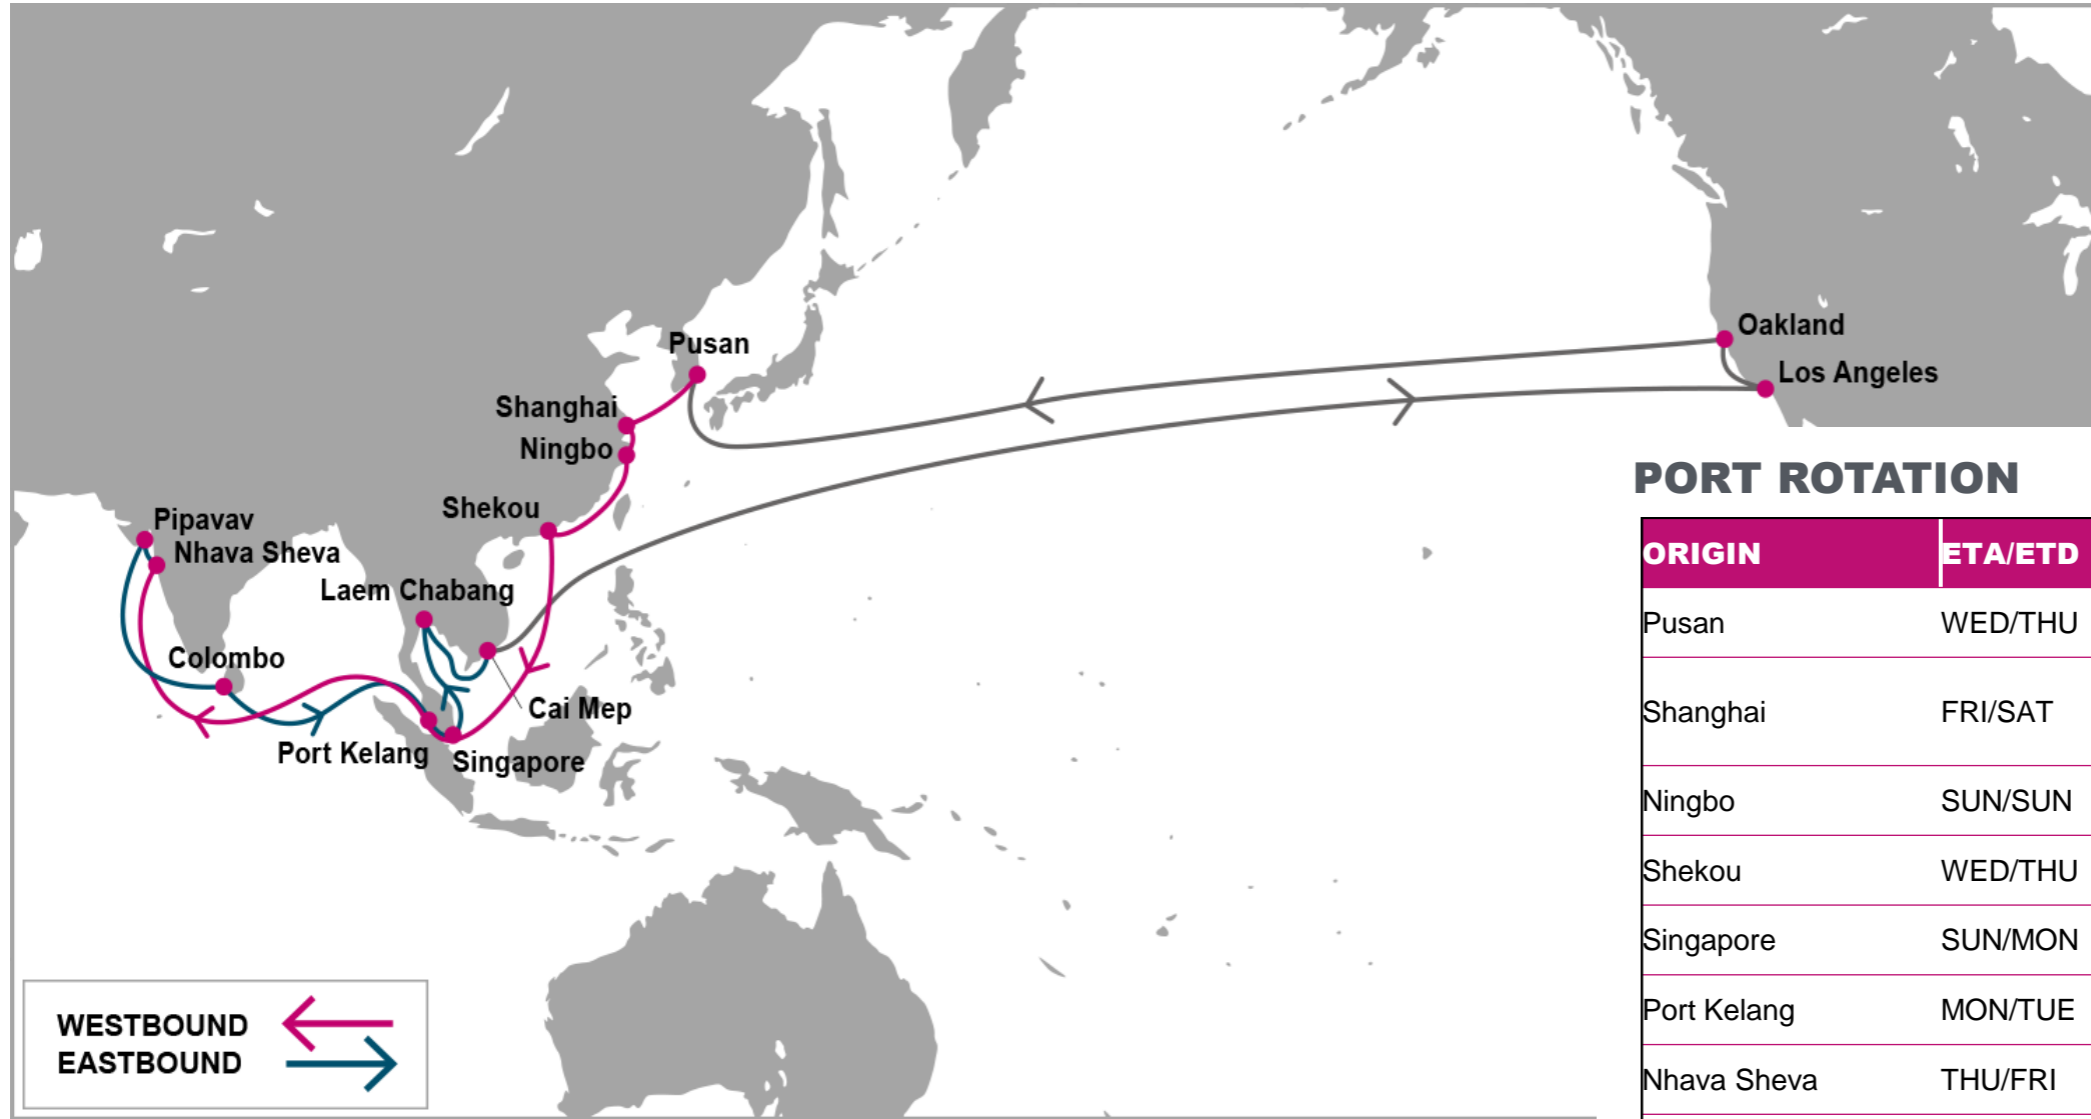 Pusan
Oakland
Los Angeles
Shanghai
Ningbo
Shekou
Pipavav
Nhava Sheva
Laem Chabang
Colombo
Cai Mep
Port Kelang
Singapore
WESTBOUND
EASTBOUND
PORT ROTATION
ORIGIN ETA/ETD
Pusan WED/THU
Shanghai FRI/SAT
Ningbo SUN/SUN
Shekou WED/THU
Singapore SUN/MON
Port Kelang MON/TUE
Nhava Sheva THU/FRI